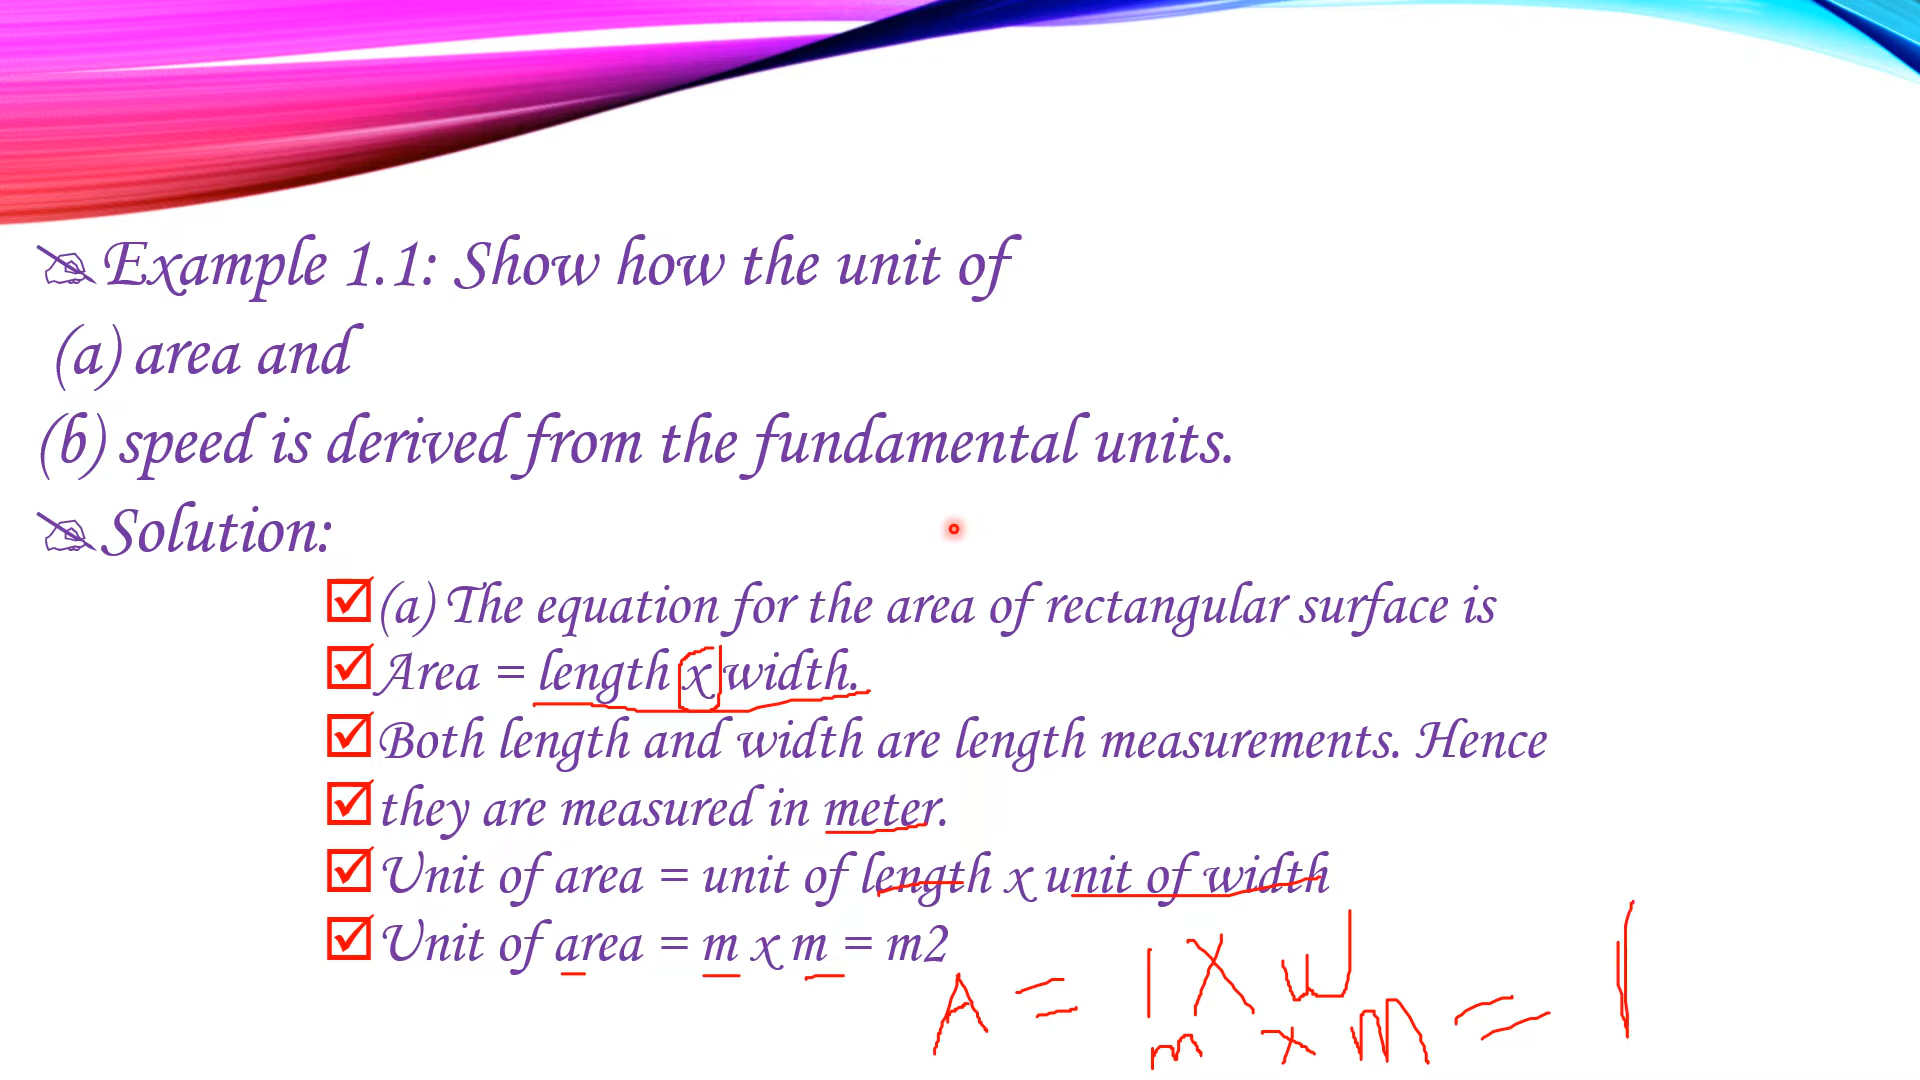 Example 1.1: Show how the unit of
(a) area and
(b) speed is derived from the fundamental units.
Solution:
(a) The equation for the area of rectangular surface is
Area = length x width.
Both length and width are length measurements. Hence
they are measured in meter.
Unit of area = unit of length x unit of width
Unit of area = m x m = m2
A = l X W
m x m =